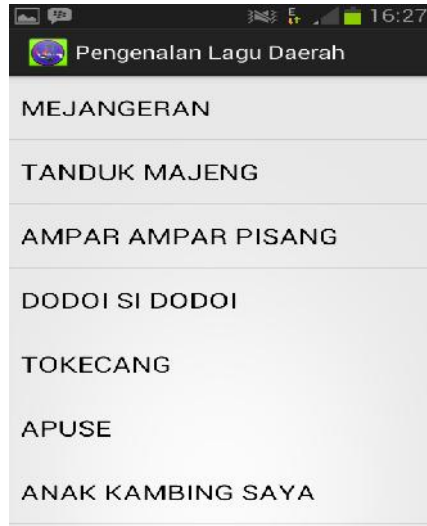 16:27
Pengenalan Lagu Daerah
MEJANGERAN
TANDUK MAJENG
AMPAR AMPAR PISANG
DODOI SI DODOI
TOKECANG
APUSE
ANAK KAMBING SAYA